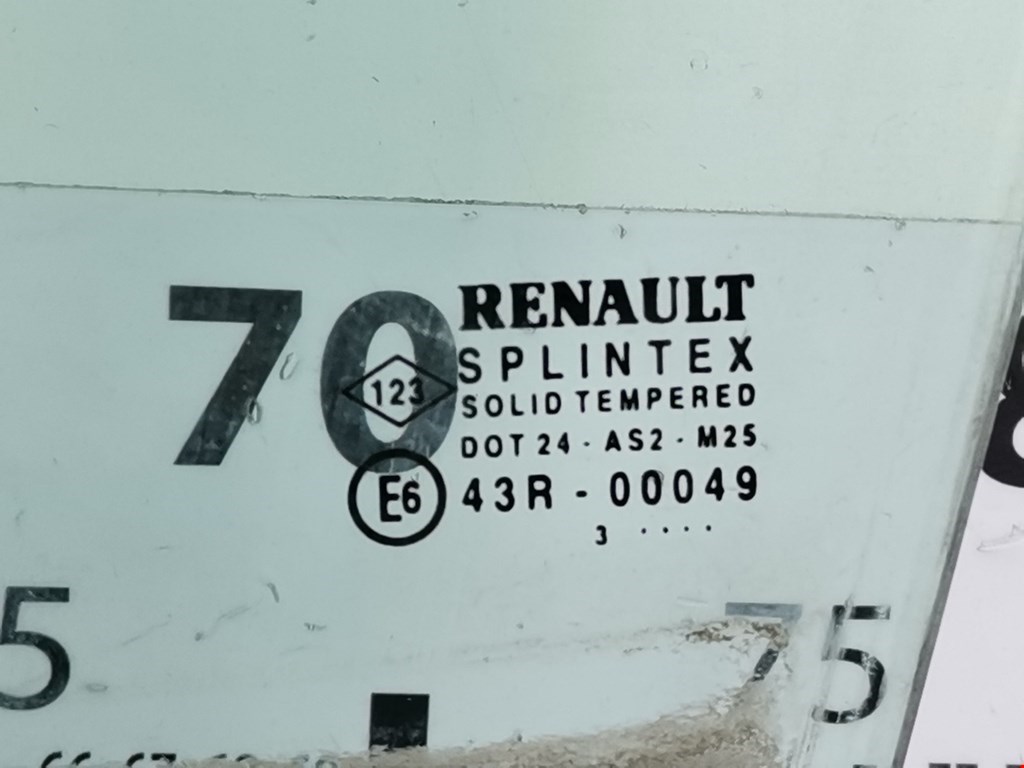 70
RENAULT
SPLINTEX
123
SOLID TEMPERED
DOT 24 · AS2 · M25
E6 43R - 00049
3 ····
5
75